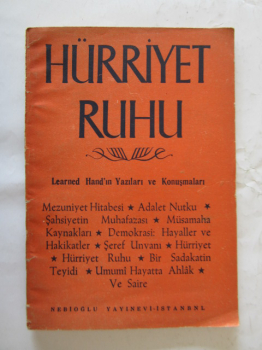 HÜRRİYET
RUHU
Learned Hand'ın Yazıları ve Konuşmaları
Mezuniyet Hitabesi ★ Adalet Nutku ★
Şahsiyetin Muhafazası ★ Müsamaha
Kaynakları ★ Demokrasi: Hayaller ve
Hakikatler ★ Şeref Unvanı ★ Hürriyet
★ Hürriyet Ruhu ★ Bir Sadakatin
Teyidi ★ Umumî Hayatta Ahlâk ★
Ve Saire
NEBİOĞLU YAYINEVİ-İSTANBUL